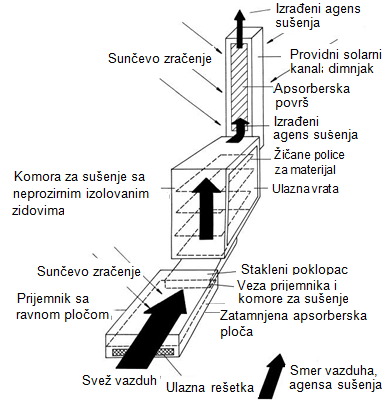 Izrađeni agens
sušenja
Sunčevo zračenje
Providni solarni
kanal: dimnjak
Apsorberska
površ
Izrađeni
agens sušenja
Žičane police
za materijal
Ulazna vrata
Komora za sušenje sa
neprozirnim izolovanim
zidovima
Sunčevo zračenje
Stakleni poklopac
Veza prijemnika i
komore za sušenje
Prijemnik sa
ravnom pločom
Zatamnjena apsorberska
ploča
Svež vazduh
Ulazna rešetka
Smer vazduha,
agensa sušenja